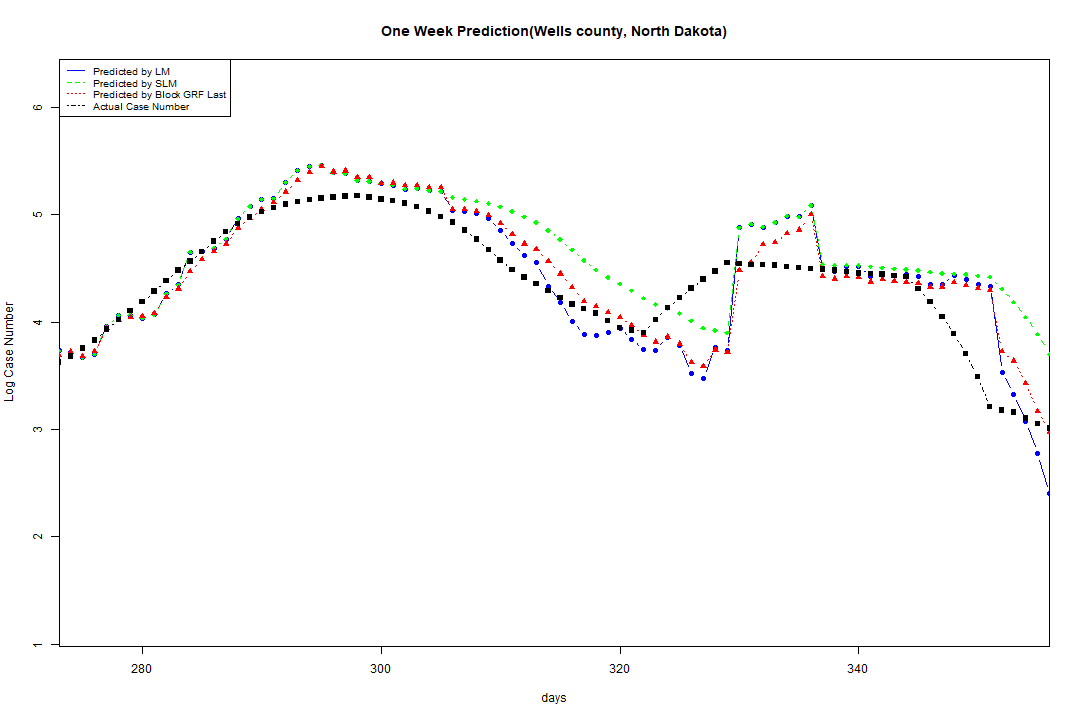 One Week Prediction(Wells county, North Dakota)
Predicted by LM
Predicted by SLM
Predicted by Block GRF Last
Actual Case Number
6
5
4
3
2
1
Log Case Number
280 300 320 340
days